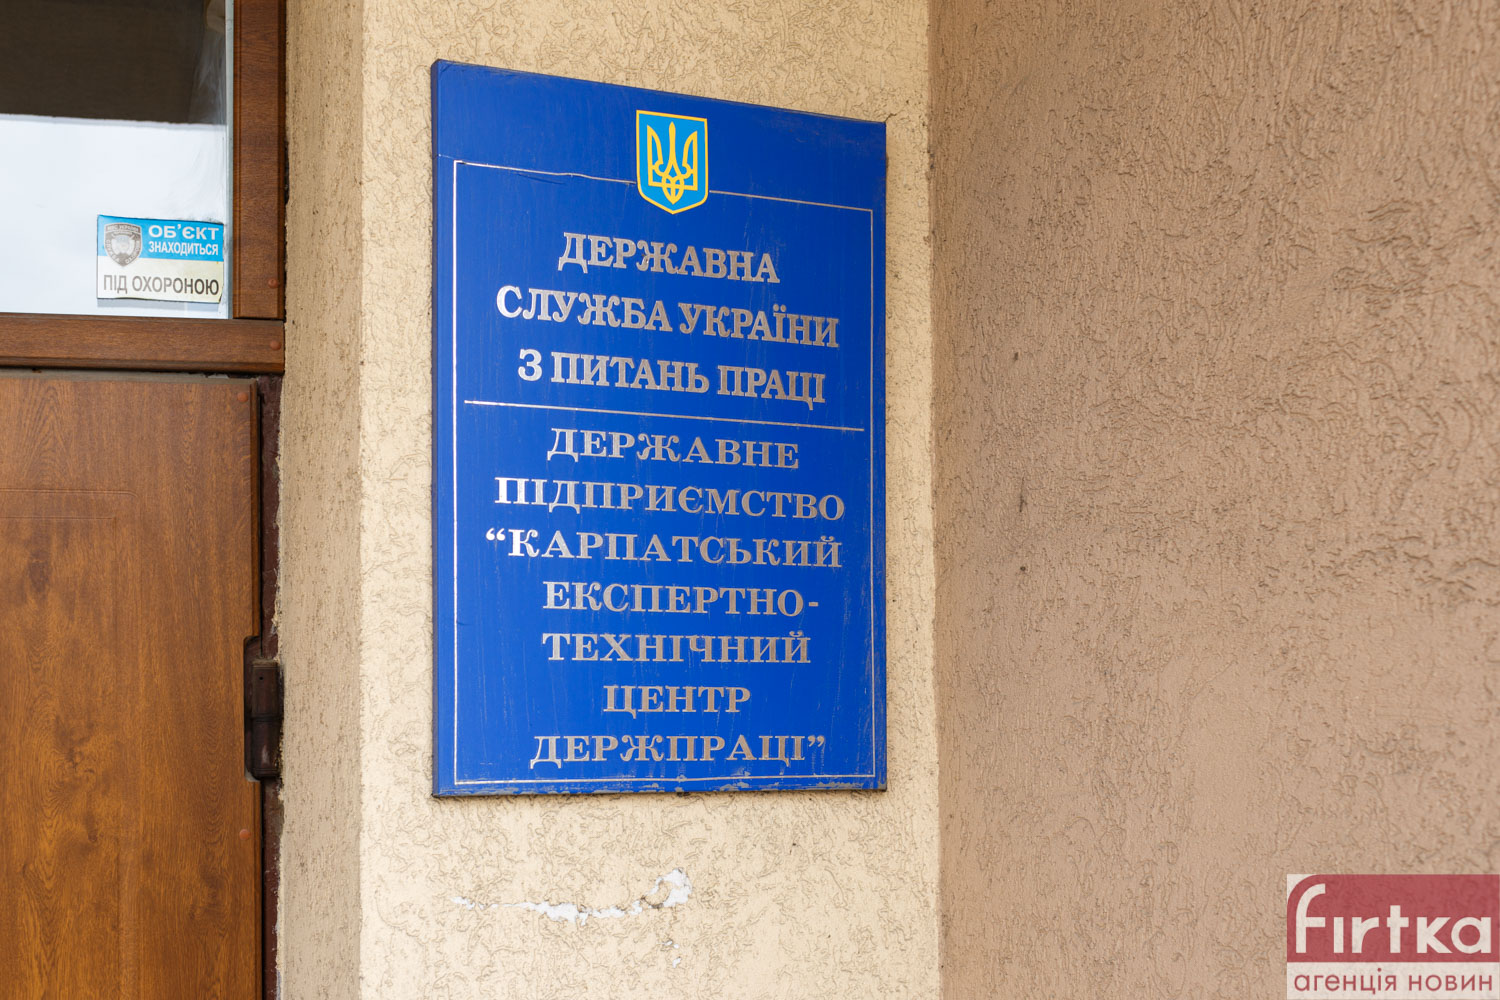 ОБ'ЄКТ
ЗНАХОДИТЬСЯ
ПІД ОХОРОНОЮ
ДЕРЖАВНА
СЛУЖБА УКРАЇНИ
З ПИТАНЬ ПРАЦІ
ДЕРЖАВНЕ
ПІДПРИЄМСТВО
“КАРПАТСЬКИЙ
ЕКСПЕРТНО-
ТЕХНІЧНИЙ
ЦЕНТР
ДЕРЖПРАЦІ”
firtka
агенція новин